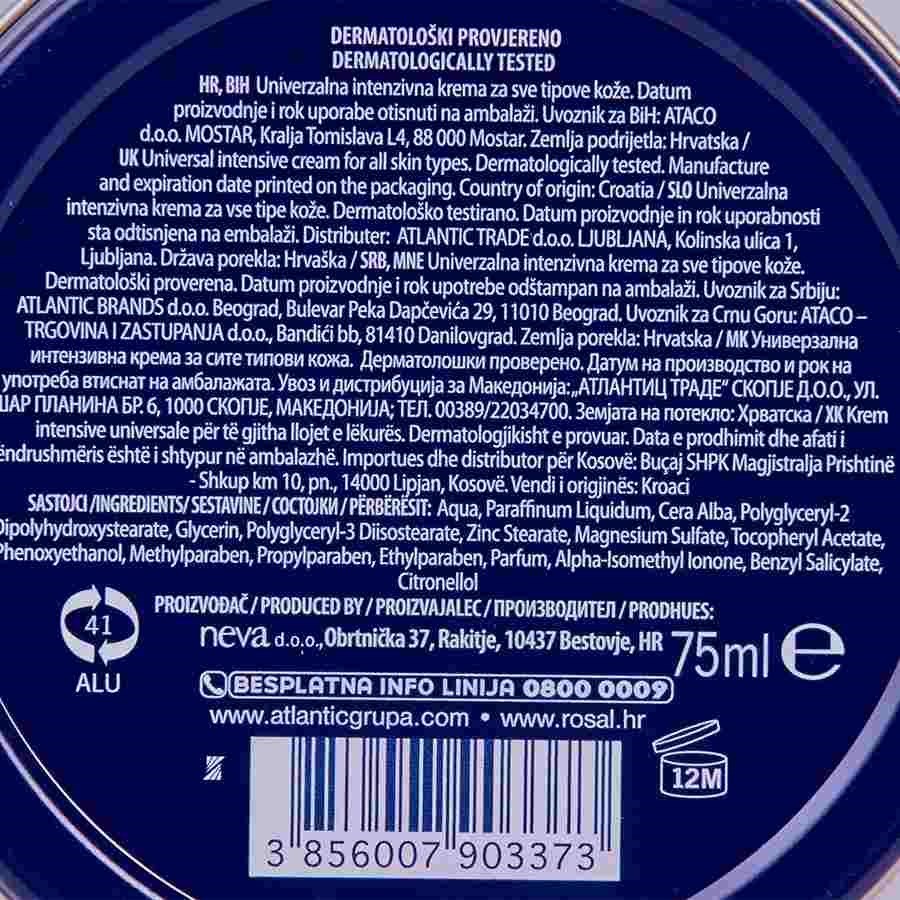 DERMATOLOŠKI PROVJERENO
DERMATOLOGICALLY TESTED
HR, BIH Univerzalna intenzivna krema za sve tipove kože. Datum
proizvodnje i rok uporabe otisnuti na ambalaži. Uvoznik za BiH: ATACO
d.o.o. MOSTAR, Kralja Tomislava L4, 88 000 Mostar. Zemlja podrijetla: Hrvatska /
UK Universal intensive cream for all skin types. Dermatologically tested. Manufacture
and expiration date printed on the packaging. Country of origin: Croatia / SLO Univerzalna
intenzivna krema za vse tipe kože. Dermatološko testirano. Datum proizvodnje in rok uporabnosti
sta odtisnjena na embalaži. Distributer: ATLANTIC TRADE d.o.o. LJUBLJANA, Kolinska ulica 1,
Ljubljana. Država porekla: Hrvaška / SRB, MNE Univerzalna intenzivna krema za sve tipove kože.
Dermatološki proverena. Datum proizvodnje i rok upotrebe odštampan na ambalaži. Uvoznik za Srbiju:
ATLANTIC BRANDS d.o.o. Beograd, Bulevar Peka Dapčevića 29, 11010 Beograd. Uvoznik za Crnu Goru: ATACO –
TRGOVINA I ZASTUPANJA d.o.o., Bandići bb, 81410 Danilovgrad. Zemlja porekla: Hrvatska / MK Универзална
интензивна крема за сите типови кожа. Дерматолошки проверено. Датум на производство и рок на
употреба втиснат на амбалажата. Увоз и дистрибуција за Македонија: „АТЛАНТИЦ ТРАДЕ“ СКОПЈЕ Д.О.О., УЛ.
ШАР ПЛАНИНА БР. 6, 1000 СКОПЈЕ, МАКЕДОНИЈА; ТЕЛ. 00389/22034700. Земјата на потекло: Хрватска / XK Krem
intensive universale për të gjitha llojet e lëkurës. Dermatologjikisht e provuar. Data e prodhimit dhe afati i
ëndrushmëris është i shtypur në ambalazhë. Importues dhe distributor për Kosovë: Buçaj SHPK Magjistralja Prishtinë
- Shkup km 10, pn., 14000 Lipjan, Kosovë. Vendi i origjinës: Kroaci
SASTOJCI /INGREDIENTS/ SESTAVINE / СОСТОЈКИ / PËRBËRËSIT: Aqua, Paraffinum Liquidum, Cera Alba, Polyglyceryl-2
Dipolyhydroxystearate, Glycerin, Polyglyceryl-3 Diisostearate, Zinc Stearate, Magnesium Sulfate, Tocopheryl Acetate,
Phenoxyethanol, Methylparaben, Propylparaben, Ethylparaben, Parfum, Alpha-Isomethyl Ionone, Benzyl Salicylate,
Citronellol
PROIZVOĐAČ / PRODUCED BY / PROIZVAJALEC / ПРОИЗВОДИТЕЛ / PRODHUES:
neva d.o.o., Obrtnička 37, Rakitje, 10437 Bestovje, HR
75ml e
41
ALU
BESPLATNA INFO LINIJA 0800 0009
www.atlanticgrupa.com • www.rosal.hr
12M
3 856007 903373